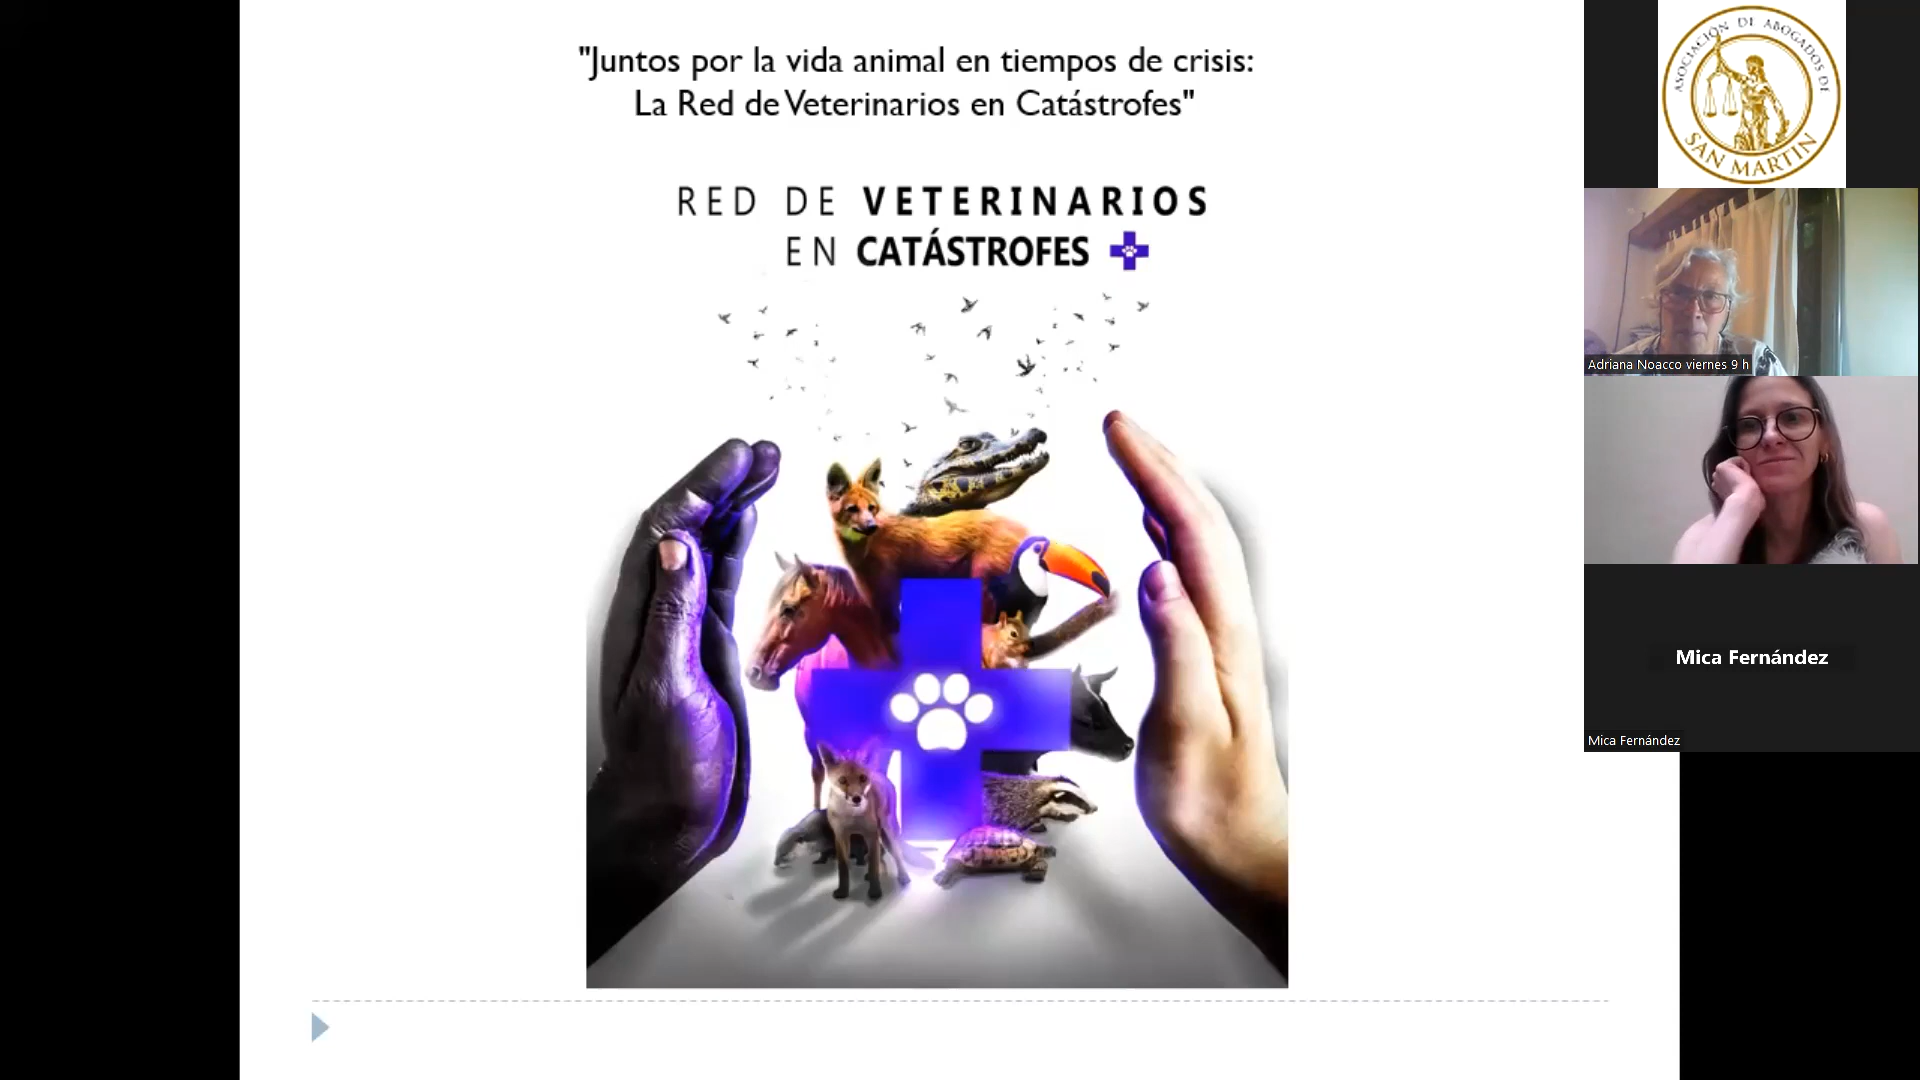 "Juntos por la vida animal en tiempos de crisis:
La Red de Veterinarios en Catástrofes"
RED DE VETERINARIOS
EN CATÁSTROFES
ASOCIACIÓN DE ABOGADOS DE
SAN MARTIN
Adriana Noacco viernes 9 h
Mica Fernández
Mica Fernández